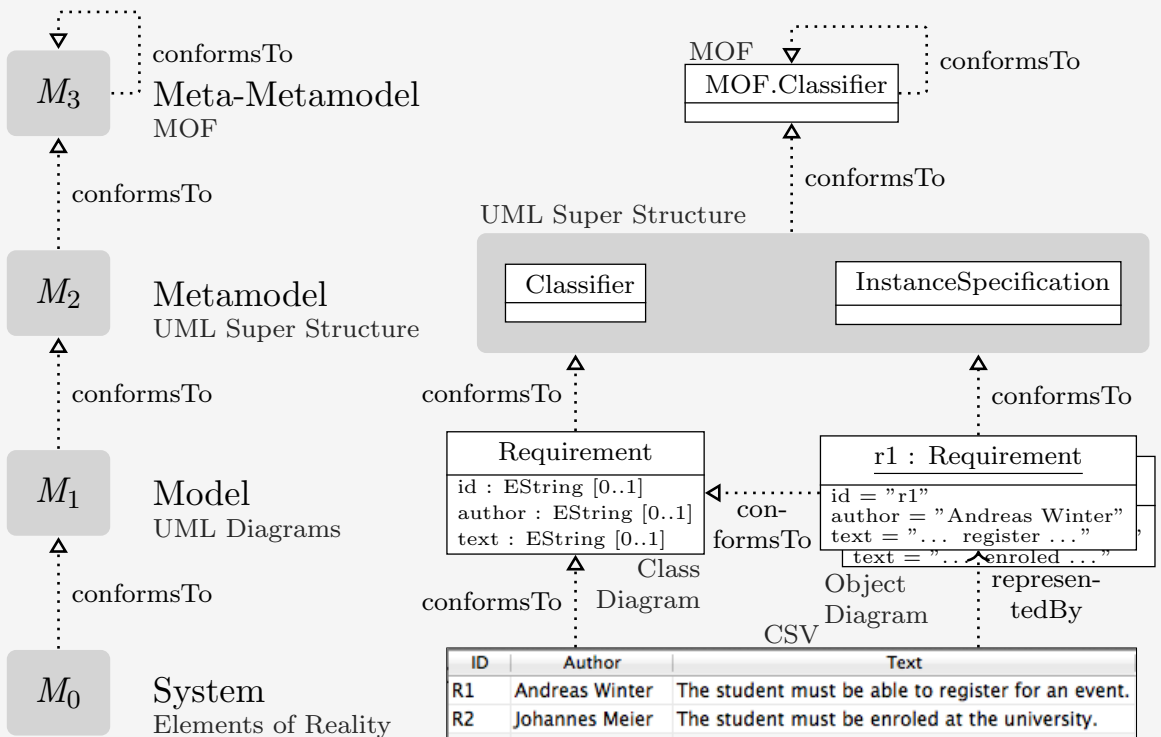 conformsTo
M3
Meta-Metamodel
MOF
conformsTo
M2
Metamodel
UML Super Structure
conformsTo
M1
Model
UML Diagrams
conformsTo
M0
System
Elements of Reality
MOF
MOF.Classifier
conformsTo
conformsTo
UML Super Structure
Classifier
InstanceSpecification
conformsTo
conformsTo
Requirement
id : EString [0..1]
author : EString [0..1]
text : EString [0..1]
Class
Diagram
con-
formsTo
r1 : Requirement
id = ”r1”
author = ”Andreas Winter”
text = ”... register ...”
”
text = ”... enroled ...”
Object
Diagram
represen-
tedBy
conformsTo
CSV
ID Author Text
R1 Andreas Winter The student must be able to register for an event.
R2 Johannes Meier The student must be enroled at the university.